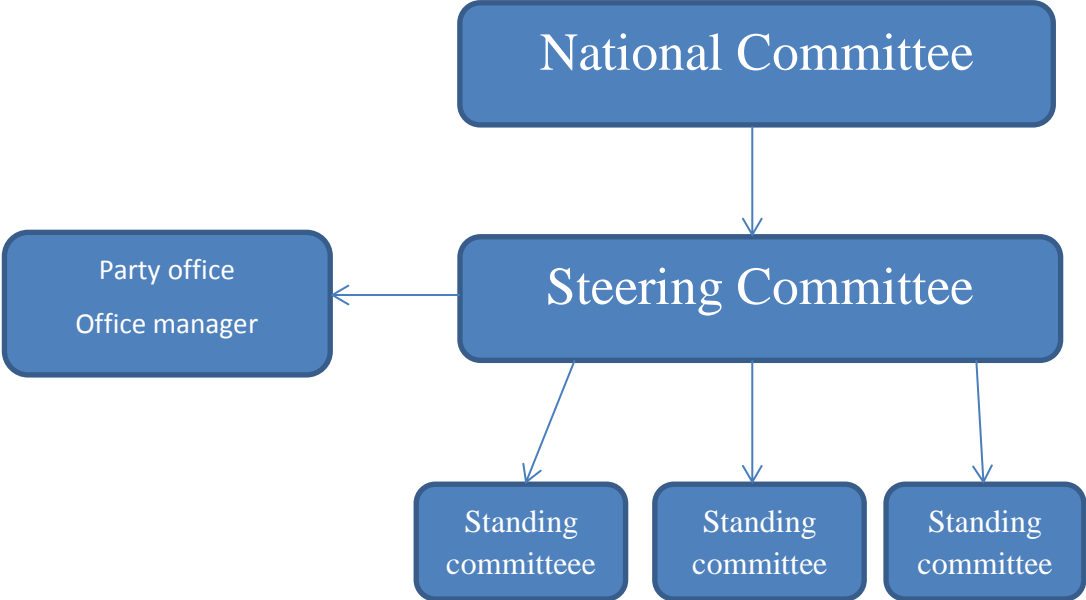 National Committee
Party office
Office manager
Steering Committee
Standing
committeee
Standing
committee
Standing
committee